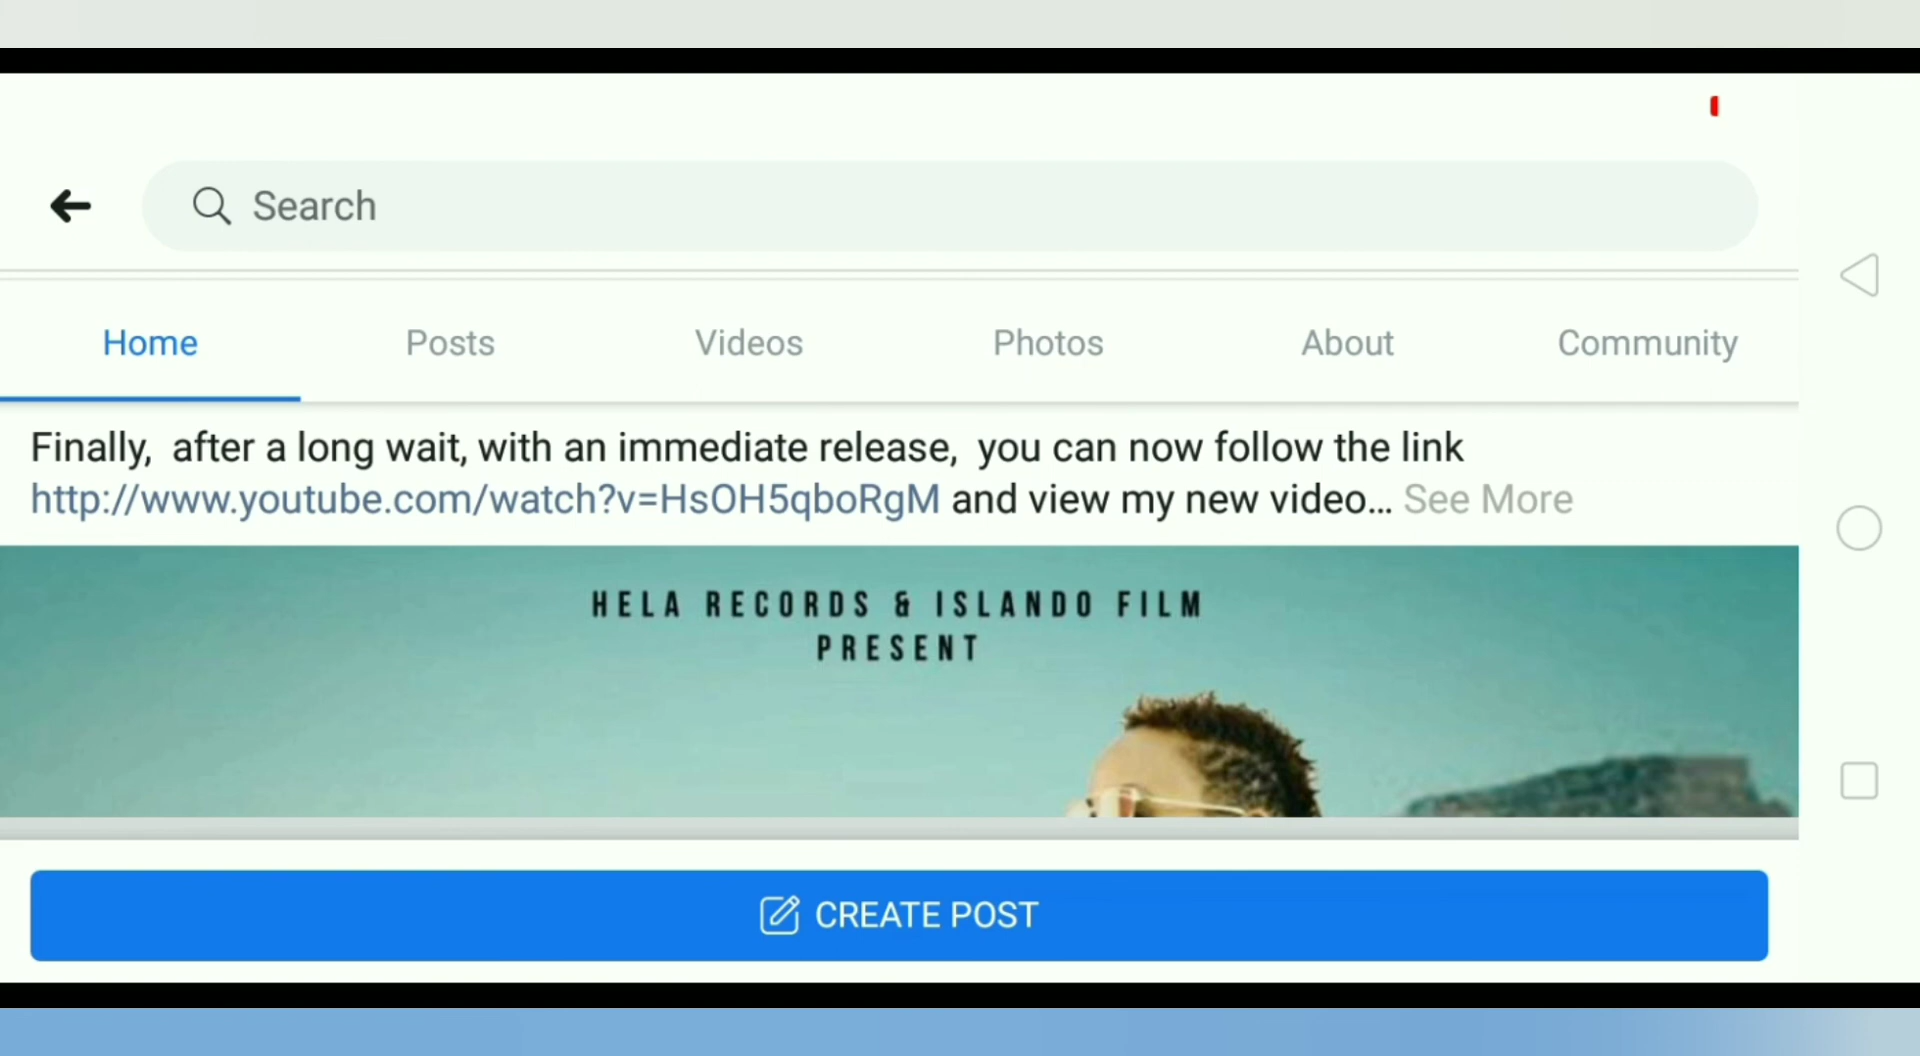 Search
Home Posts Videos Photos About Community
Finally, after a long wait, with an immediate release, you can now follow the link
http://www.youtube.com/watch?v=HsOH5qboRgM and view my new video... See More
HELA RECORDS & ISLANDO FILM
PRESENT
CREATE POST